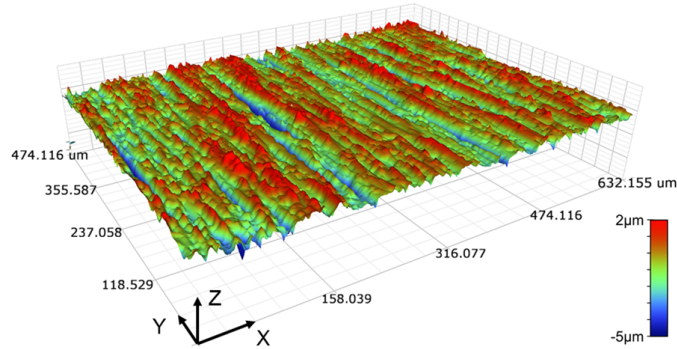 474.116 um
355.587
237.058
118.529
158.039
316.077
474.116
632.155 um
2µm
-5µm
Z
Y
X